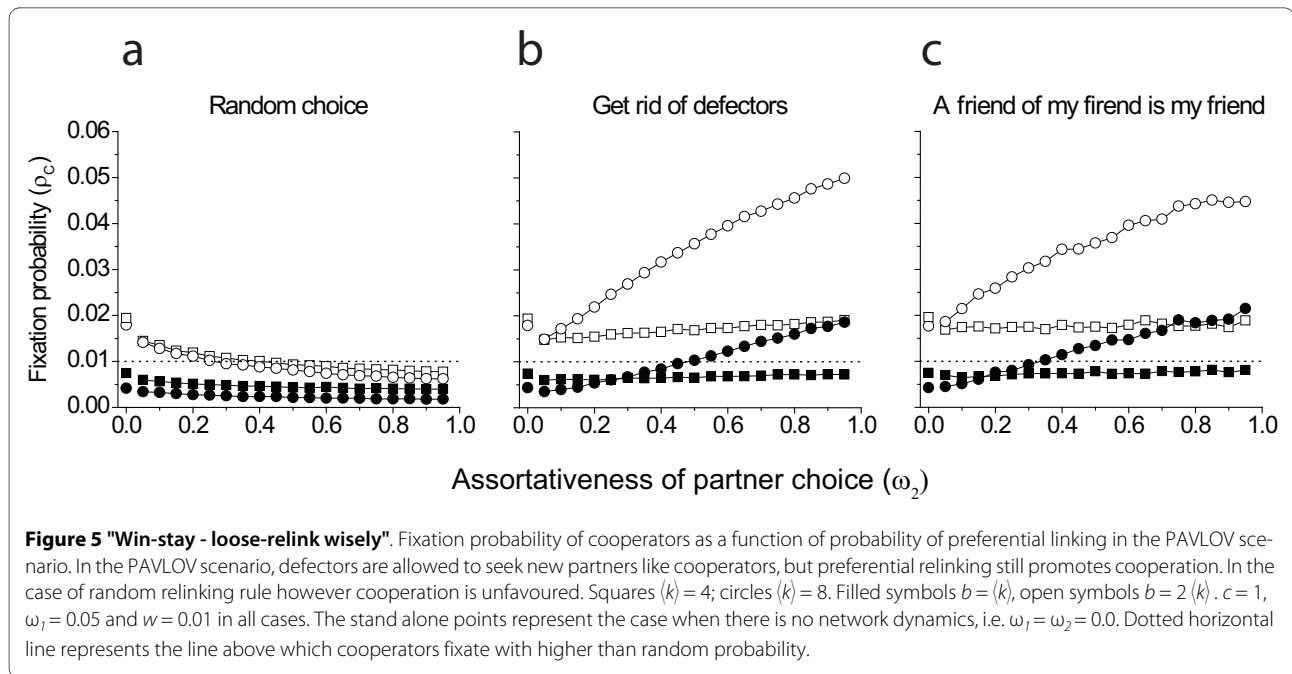 a
b
c
Random choice
Get rid of defectors
A friend of my firend is my friend
Fixation probability (ρC)
0.06
0.05
0.04
0.03
0.02
0.01
0.00
0.0 0.2 0.4 0.6 0.8 1.0
0.0 0.2 0.4 0.6 0.8 1.0
0.0 0.2 0.4 0.6 0.8 1.0
Assortativeness of partner choice (ω2)
Figure 5 "Win-stay - loose-relink wisely". Fixation probability of cooperators as a function of probability of preferential linking in the PAVLOV sce-
nario. In the PAVLOV scenario, defectors are allowed to seek new partners like cooperators, but preferential relinking still promotes cooperation. In the
case of random relinking rule however cooperation is unfavoured. Squares ⟨k⟩ = 4; circles ⟨k⟩ = 8. Filled symbols b = ⟨k⟩, open symbols b = 2 ⟨k⟩ . c = 1,
ω1 = 0.05 and w = 0.01 in all cases. The stand alone points represent the case when there is no network dynamics, i.e. ω1 = ω2 = 0.0. Dotted horizontal
line represents the line above which cooperators fixate with higher than random probability.